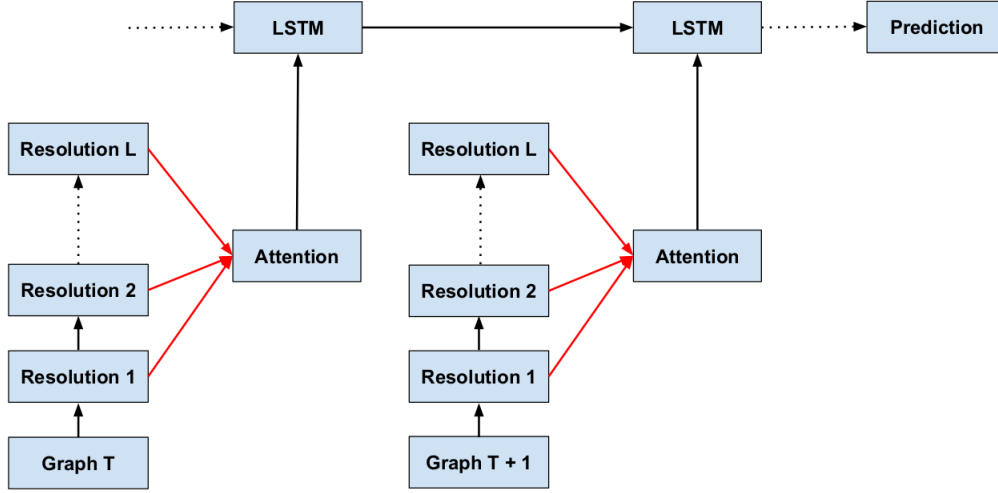 LSTM
LSTM
Prediction
Resolution L
Resolution L
Attention
Attention
Resolution 2
Resolution 2
Resolution 1
Resolution 1
Graph T
Graph T + 1